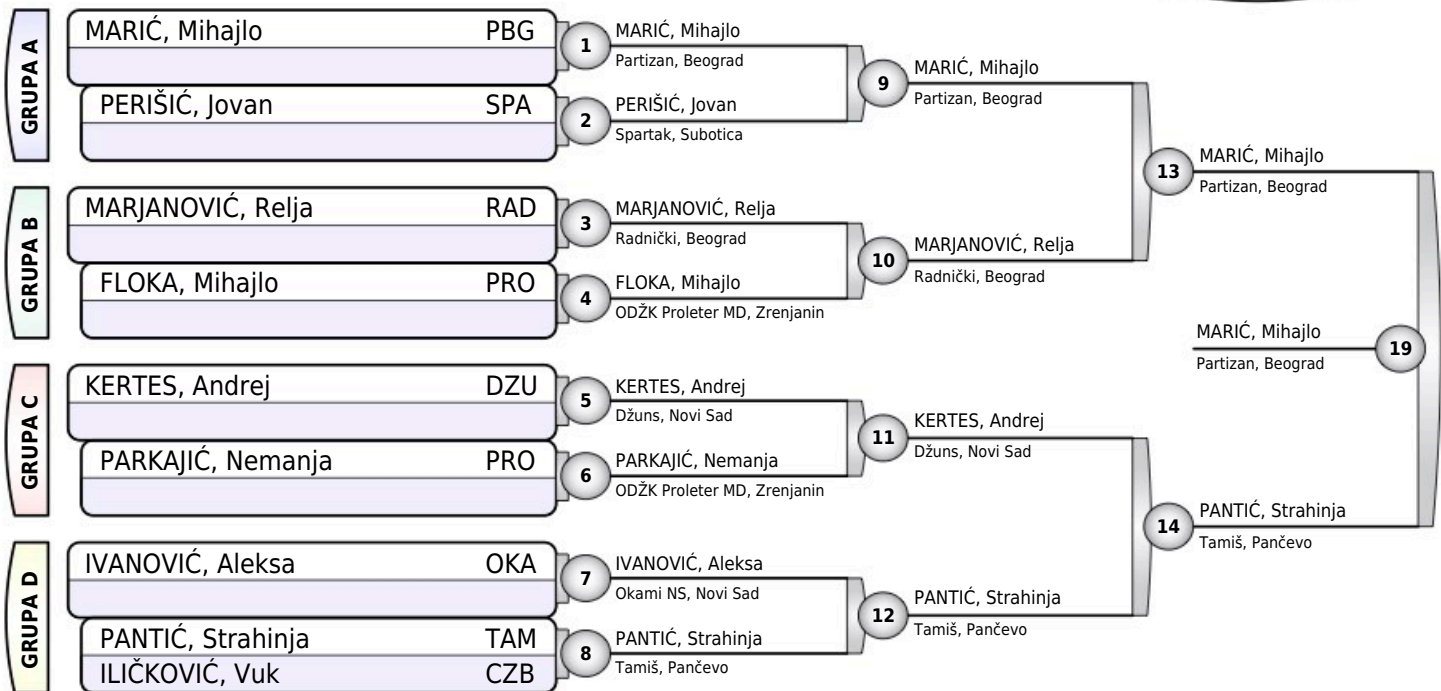 GRUPA A
MARIĆ, Mihajlo PBG
PERIŠIĆ, Jovan SPA
GRUPA B
MARJANOVIĆ, Relja RAD
FLOKA, Mihajlo PRO
GRUPA C
KERTES, Andrej DZU
PARKAJIĆ, Nemanja PRO
GRUPA D
IVANOVIĆ, Aleksa OKA
PANTIĆ, Strahinja TAM
ILIČKOVIĆ, Vuk CZB
1
MARIĆ, Mihajlo
Partizan, Beograd
2
PERIŠIĆ, Jovan
Spartak, Subotica
3
MARJANOVIĆ, Relja
Radnički, Beograd
4
FLOKA, Mihajlo
ODŽK Proleter MD, Zrenjanin
5
KERTES, Andrej
Džuns, Novi Sad
6
PARKAJIĆ, Nemanja
ODŽK Proleter MD, Zrenjanin
7
IVANOVIĆ, Aleksa
Okami NS, Novi Sad
8
PANTIĆ, Strahinja
Tamiš, Pančevo
9
MARIĆ, Mihajlo
Partizan, Beograd
10
MARJANOVIĆ, Relja
Radnički, Beograd
11
KERTES, Andrej
Džuns, Novi Sad
12
PANTIĆ, Strahinja
Tamiš, Pančevo
13
MARIĆ, Mihajlo
Partizan, Beograd
14
PANTIĆ, Strahinja
Tamiš, Pančevo
MARIĆ, Mihajlo
Partizan, Beograd
19